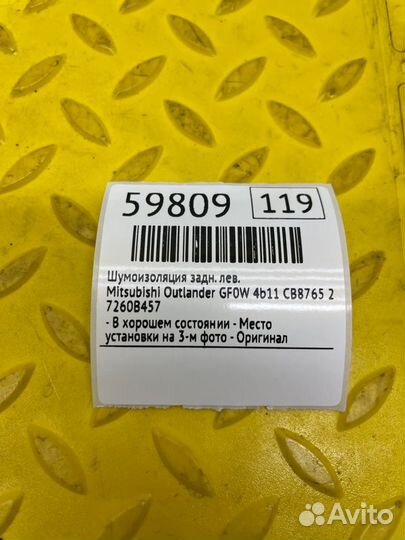 59809 119
Шумоизоляция задн. лев.
Mitsubishi Outlander GF0W 4b11 CB8765 2
7260B457
- В хорошем состоянии - Место
установки на 3-м фото - Оригинал
Avito